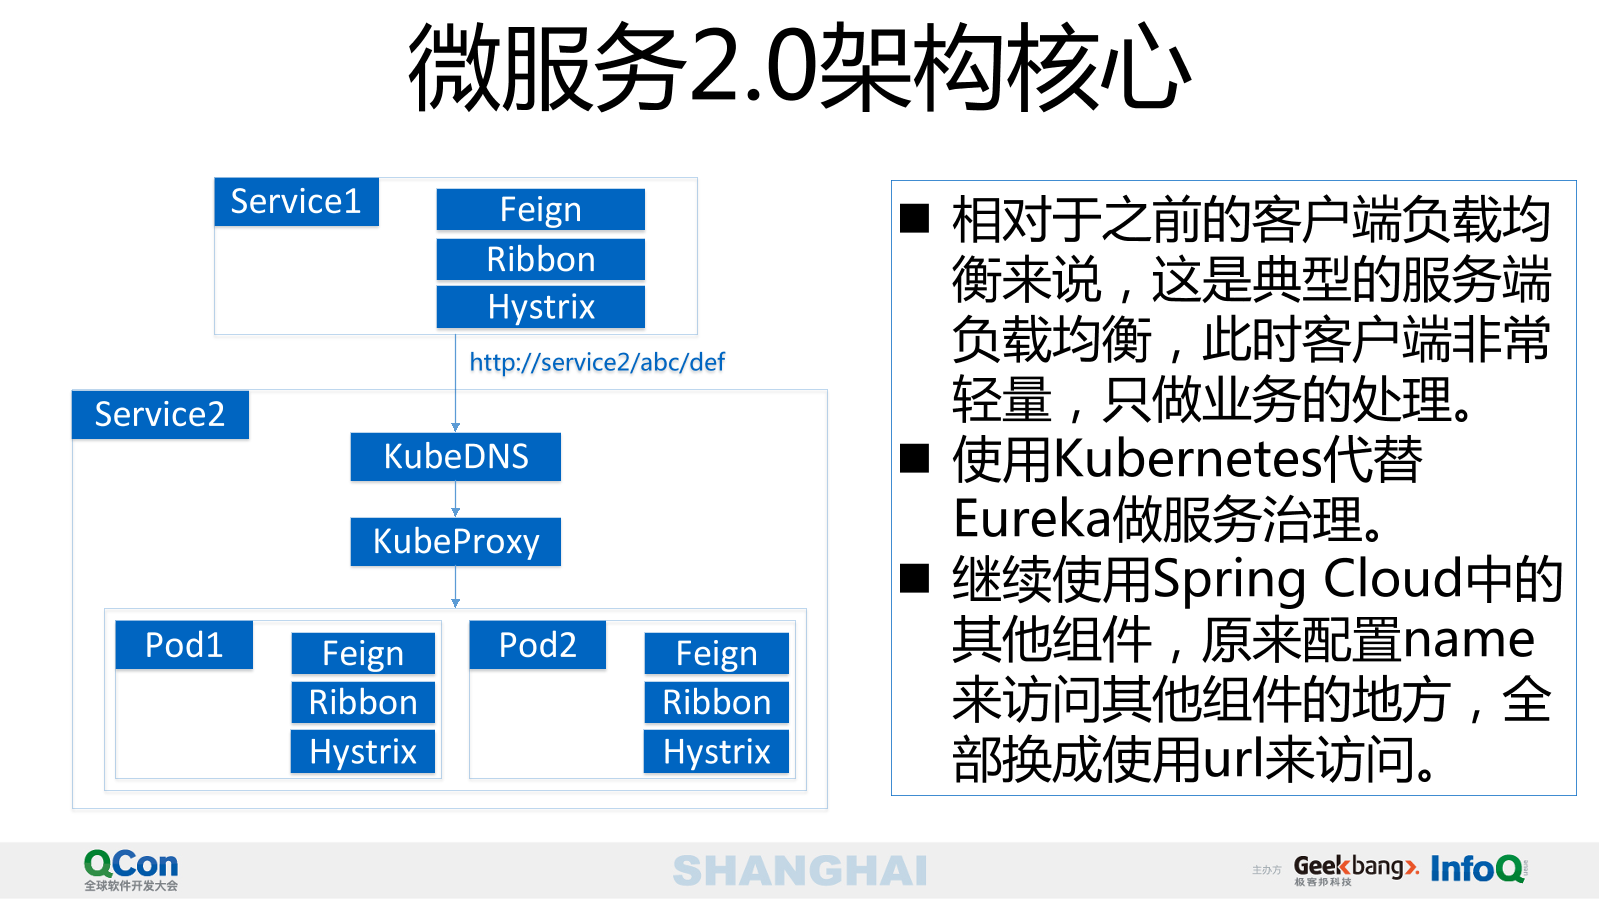 微服务2.0架构核心
Service1
Feign
Ribbon
Hystrix
http://service2/abc/def
Service2
KubeDNS
KubeProxy
Pod1
Feign
Ribbon
Hystrix
Pod2
Feign
Ribbon
Hystrix
相对于之前的客户端负载均
衡来说，这是典型的服务端
负载均衡，此时客户端非常
轻量，只做业务的处理。
使用Kubernetes代替
Eureka做服务治理。
继续使用Spring Cloud中的
其他组件，原来配置name
来访问其他组件的地方，全
部换成使用url来访问。
QCon
全球软件开发大会
SHANGHAI
主办方
Geekbang>.
极客邦科技
InfoQ